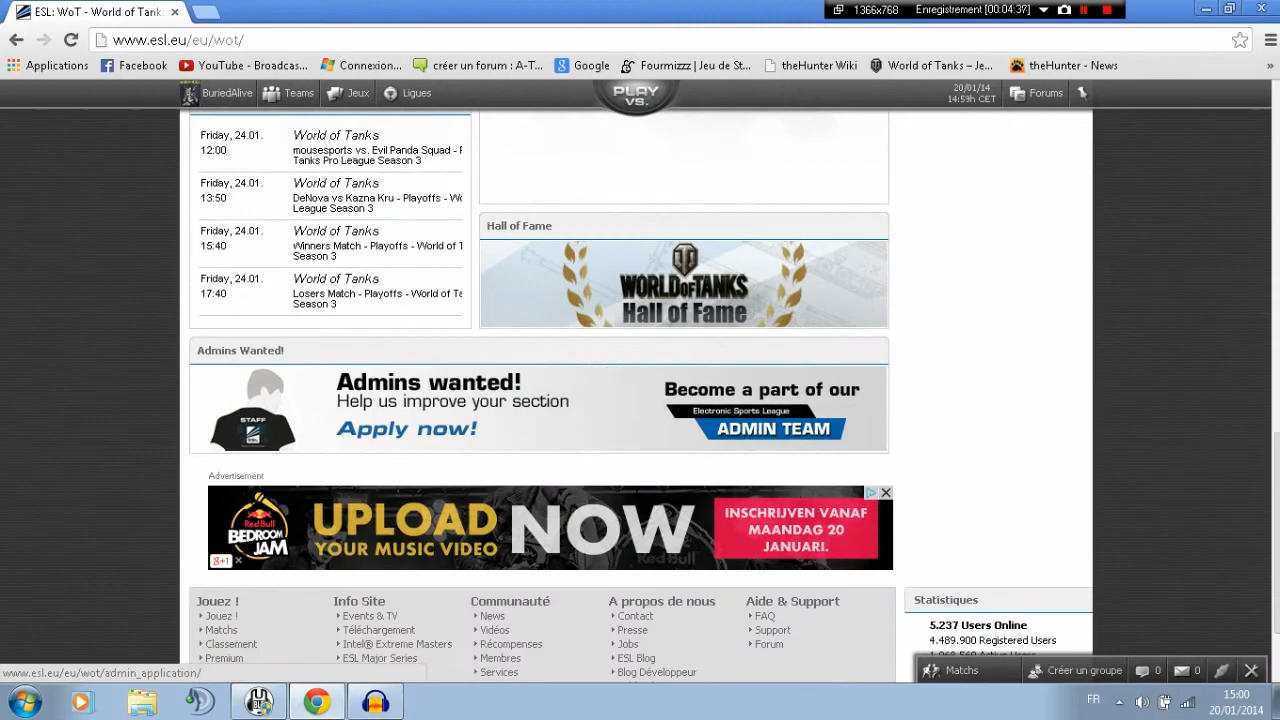 ESL: WoT - World of Tank
1366x768
Enregistrement [00:04:37]
www.esl.eu/eu/wot/
Applications
Facebook
YouTube - Broadcas...
Connexion...
créer un forum : A-T...
Google
Fourmizzz | Jeu de St...
theHunter Wiki
World of Tanks – Je...
theHunter - News
»
BuriedAlive
Teams
Jeux
Ligues
PLAY
VS.
20/01/14
14:59h CET
Forums
Friday, 24.01.
12:00
World of Tanks
mousesports vs. Evil Panda Squad -
Tanks Pro League Season 3
Friday, 24.01.
13:50
World of Tanks
DeNova vs Kazna Kru - Playoffs - Wo
League Season 3
Friday, 24.01.
15:40
World of Tanks
Winners Match - Playoffs - World of T
Season 3
Friday, 24.01.
17:40
World of Tanks
Losers Match - Playoffs - World of Ta
Season 3
Hall of Fame
WORLD OF TANKS
Hall of Fame
Admins Wanted!
STAFF
Admins wanted!
Help us improve your section
Apply now!
Become a part of our
Electronic Sports League
ADMIN TEAM
Advertisement
Red Bull
BEDROOM
JAM
UPLOAD
YOUR MUSIC VIDEO
NOW
INSCHRIJVEN VANAF
MAANDAG 20
JANUARI.
g+1
Jouez !
Jouez !
Matchs
Classement
Premium
Info Site
Events & TV
Téléchargement
Intel® Extreme Masters
ESL Major Series
Communauté
News
Vidéos
Récompenses
Membres
Services
A propos de nous
Contact
Presse
Jobs
ESL Blog
Blog Développeur
Aide & Support
FAQ
Support
Forum
Statistiques
5.237 Users Online
4.489.900 Registered Users
www.esl.eu/eu/wot/admin_application/
Matchs
Créer un groupe
0
0
FR
15:00
20/01/2014